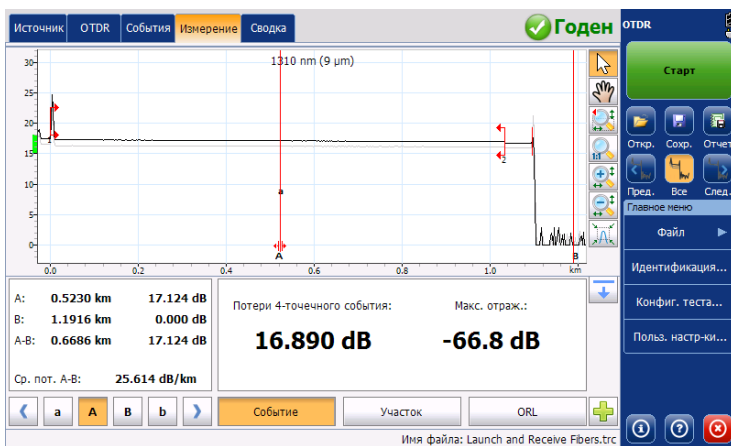 Источник OTDR События Измерение Сводка Годен OTDR
1310 nm (9 µm)
30
25
20
15
10
5
0
1
2
a
A
B
0.0 0.2 0.4 0.6 0.8 1.0 km
1:1
A: 0.5230 km 17.124 dB
B: 1.1916 km 0.000 dB
A-B: 0.6686 km 17.124 dB
Ср. пот. A-B: 25.614 dB/km
Потери 4-точечного события: Макс. отраж.:
16.890 dB -66.8 dB
a A B b Событие Участок ORL
Имя файла: Launch and Receive Fibers.trc
Старт
Откр. Сохр. Отчет
Пред. Все След.
Главное меню
Файл
Идентификация...
Конфиг. теста...
Польз. настр-ки...